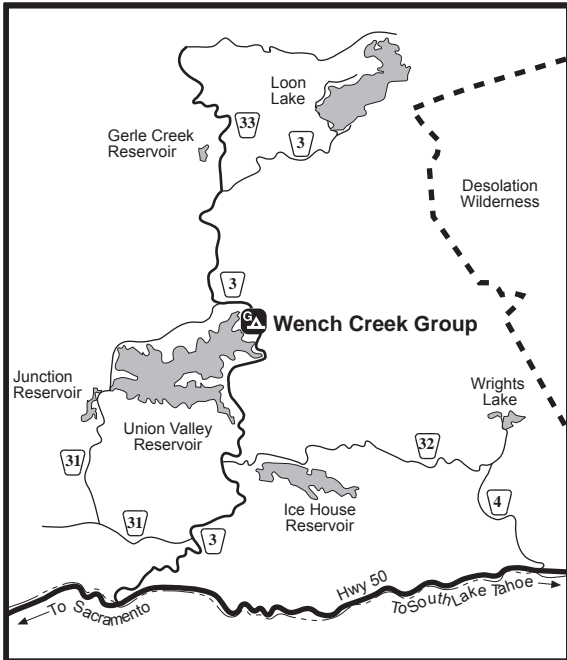 Loon
Lake
33
3
Gerle Creek
Reservoir
Desolation
Wilderness
3
G
Wench Creek Group
Junction
Reservoir
Wrights
Lake
Union Valley
Reservoir
32
31
Ice House
Reservoir
4
31
3
Hwy 50
To Sacramento
To South Lake Tahoe